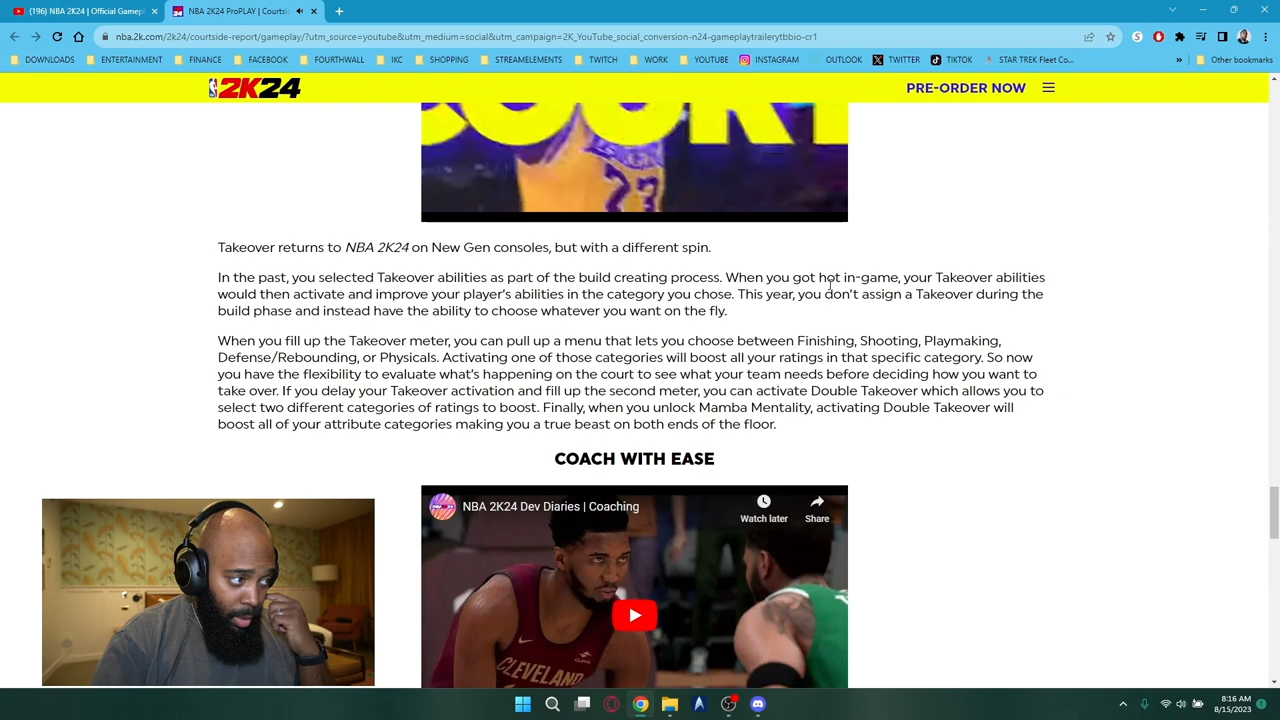 (196) NBA 2K24 | Official Gamepl
NBA 2K24 ProPLAY | Courtsi
nba.2k.com/2k24/courtside-report/gameplay/?utm_source=youtube&utm_medium=social&utm_campaign=2K_YouTube_social_conversion-n24-gameplaytrailerytbbio-cr1
DOWNLOADS ENTERTAINMENT FINANCE FACEBOOK FOURTHWALL IKC SHOPPING STREAMELEMENTS TWITCH WORK YOUTUBE INSTAGRAM OUTLOOK TWITTER TIKTOK STAR TREK Fleet Co... » Other bookmarks
2K24
PRE-ORDER NOW
COURT
Takeover returns to NBA 2K24 on New Gen consoles, but with a different spin.
In the past, you selected Takeover abilities as part of the build creating process. When you got hot in-game, your Takeover abilities
would then activate and improve your player's abilities in the category you chose. This year, you don't assign a Takeover during the
build phase and instead have the ability to choose whatever you want on the fly.
When you fill up the Takeover meter, you can pull up a menu that lets you choose between Finishing, Shooting, Playmaking,
Defense/Rebounding, or Physicals. Activating one of those categories will boost all your ratings in that specific category. So now
you have the flexibility to evaluate what's happening on the court to see what your team needs before deciding how you want to
take over. If you delay your Takeover activation and fill up the second meter, you can activate Double Takeover which allows you to
select two different categories of ratings to boost. Finally, when you unlock Mamba Mentality, activating Double Takeover will
boost all of your attribute categories making you a true beast on both ends of the floor.
COACH WITH EASE
NBA 2K24 Dev Diaries | Coaching
Watch later
Share
CLEVELAND
8:16 AM
8/15/2023